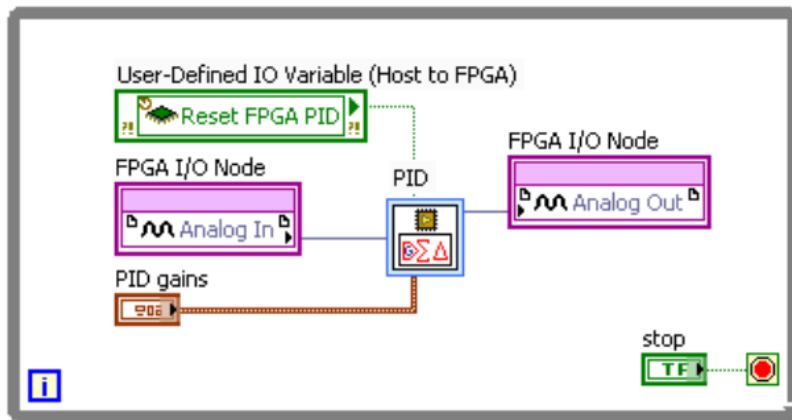 User-Defined IO Variable (Host to FPGA)
?! Reset FPGA PID ?!
FPGA I/O Node
Analog In
PID
FPGA I/O Node
Analog Out
PID gains
stop
TF
i